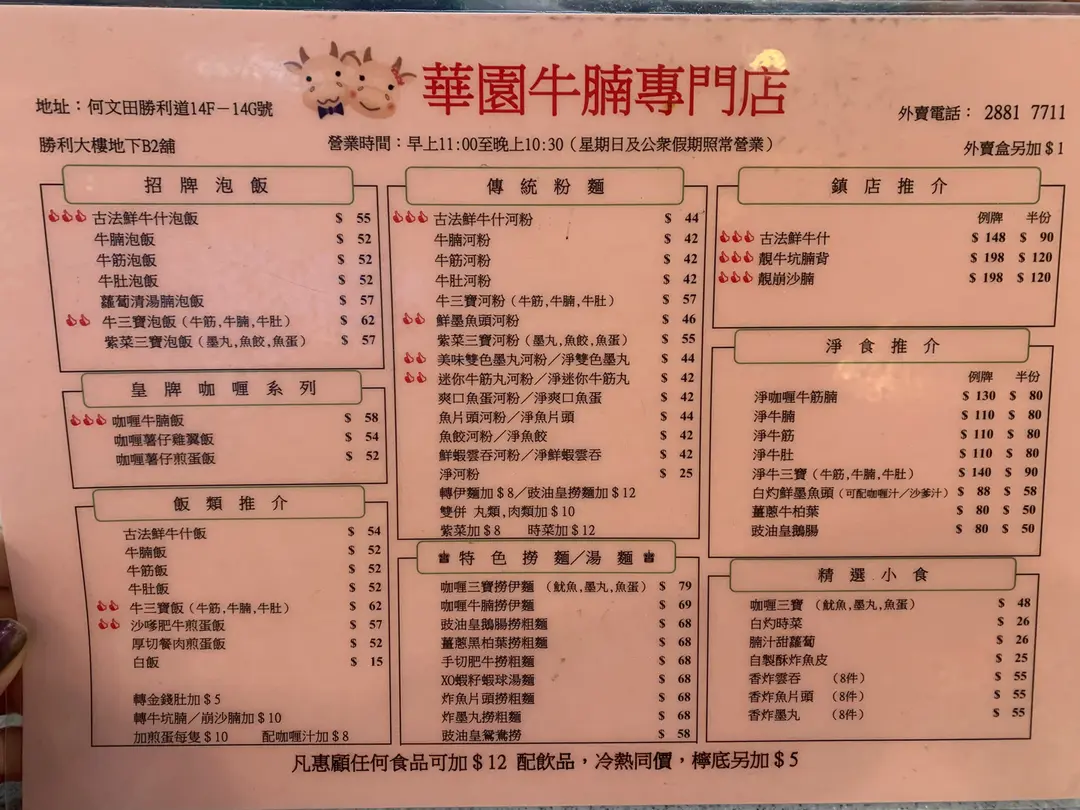 華園牛腩專門店
地址：何文田勝利道14F－14G號
外賣電話： 2881 7711
勝利大樓地下B2舖
營業時間：早上11:00至晚上10:30（星期日及公衆假期照常營業）
外賣盒另加＄1
招牌泡飯
古法鮮牛什泡飯 $ 55
牛腩泡飯 $ 52
牛筋泡飯 $ 52
牛肚泡飯 $ 52
蘿蔔清湯腩泡飯 $ 57
牛三寶泡飯（牛筋,牛腩,牛肚） $ 62
紫菜三寶泡飯（墨丸,魚餃,魚蛋） $ 57
皇牌咖喱系列
咖喱牛腩飯 $ 58
咖喱薯仔雞翼飯 $ 54
咖喱薯仔煎蛋飯 $ 52
飯類推介
古法鮮牛什飯 $ 54
牛腩飯 $ 52
牛筋飯 $ 52
牛肚飯 $ 52
牛三寶飯（牛筋,牛腩,牛肚） $ 62
沙嗲肥牛煎蛋飯 $ 57
厚切餐肉煎蛋飯 $ 52
白飯 $ 15
轉金錢肚加＄5
轉牛坑腩／崩沙腩加＄10
加煎蛋每隻＄10 配咖喱汁加＄8
傳統粉麵
古法鮮牛什河粉 $ 44
牛腩河粉 $ 42
牛筋河粉 $ 42
牛肚河粉 $ 42
牛三寶河粉（牛筋,牛腩,牛肚） $ 57
鮮墨魚頭河粉 $ 46
紫菜三寶河粉（墨丸,魚餃,魚蛋） $ 55
美味雙色墨丸河粉／淨雙色墨丸 $ 44
迷你牛筋丸河粉／淨迷你牛筋丸 $ 42
爽口魚蛋河粉／淨爽口魚蛋 $ 42
魚片頭河粉／淨魚片頭 $ 44
魚餃河粉／淨魚餃 $ 42
鮮蝦雲吞河粉／淨鮮蝦雲吞 $ 42
淨河粉 $ 25
轉伊麵加＄8／豉油皇撈麵加＄12
雙併 丸類,肉類加＄10
紫菜加＄8 時菜加＄12
特色撈麵/湯麵
咖喱三寶撈伊麵（魷魚,墨丸,魚蛋） $ 79
咖喱牛腩撈伊麵 $ 69
豉油皇鵝腸撈粗麵 $ 68
薑蔥黑柏葉撈粗麵 $ 68
手切肥牛撈粗麵 $ 68
XO蝦籽蝦球湯麵 $ 68
炸魚片頭撈粗麵 $ 68
炸墨丸撈粗麵 $ 68
豉油皇鴛鴦撈 $ 58
鎮店推介
例牌 半份
古法鮮牛什 $ 148 $ 90
靚牛坑腩背 $ 198 $ 120
靚崩沙腩 $ 198 $ 120
淨食推介
例牌 半份
淨咖喱牛筋腩 $ 130 $ 80
淨牛腩 $ 110 $ 80
淨牛筋 $ 110 $ 80
淨牛肚 $ 110 $ 80
淨牛三寶（牛筋,牛腩,牛肚） $ 140 $ 90
白灼鮮墨魚頭（可配咖喱汁／沙爹汁） $ 88 $ 58
薑蔥牛柏葉 $ 80 $ 50
豉油皇鵝腸 $ 80 $ 50
精選小食
咖喱三寶（魷魚,墨丸,魚蛋） $ 48
白灼時菜 $ 26
腩汁甜蘿蔔 $ 26
自製酥炸魚皮 $ 25
香炸雲吞 （8件） $ 55
香炸魚片頭（8件） $ 55
香炸墨丸 （8件） $ 55
凡惠顧任何食品可加＄12 配飲品，冷熱同價，檸底另加＄5